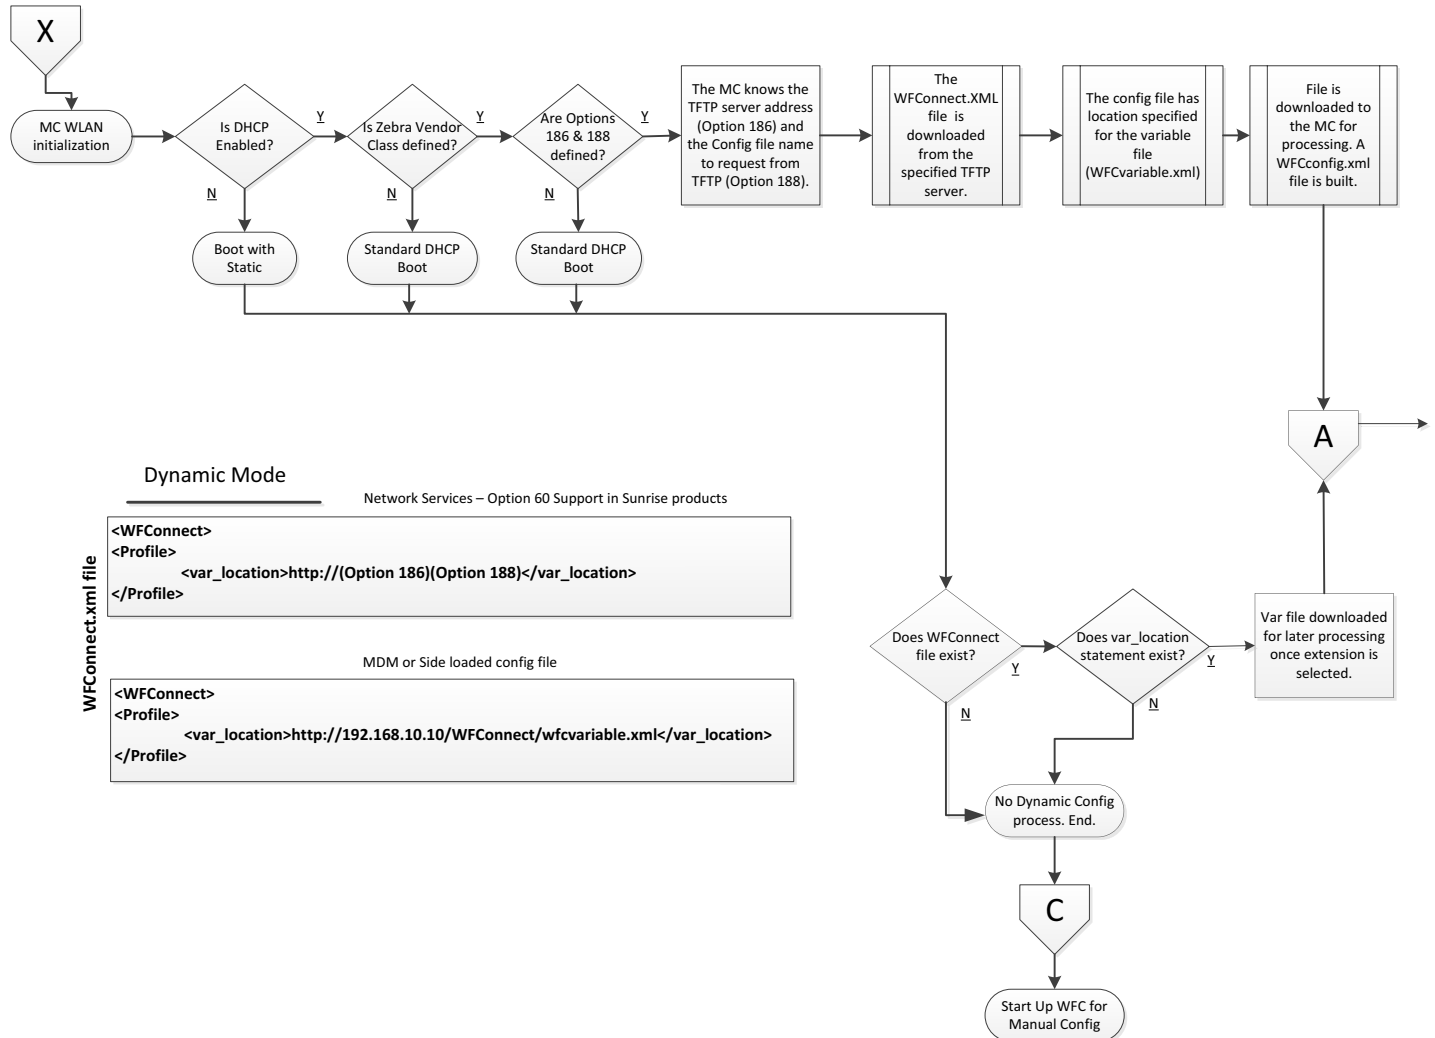 X
MC WLAN
initialization
Is DHCP
Enabled?
Y
N
Is Zebra Vendor
Class defined?
Y
N
Are Options
186 & 188
defined?
Y
N
The MC knows the
TFTP server address
(Option 186) and
the Config file name
to request from
TFTP (Option 188).
The
WFConnect.XML
file is
downloaded
from the
specified TFTP
server.
The config file has
location specified
for the variable
file
(WFCvariable.xml)
File is
downloaded to
the MC for
processing. A
WFCconfig.xml
file is built.
Boot with
Static
Standard DHCP
Boot
Standard DHCP
Boot
A
Dynamic Mode
Network Services – Option 60 Support in Sunrise products
WFConnect.xml file
<WFConnect>
<Profile>
<var_location>http://(Option 186)(Option 188)</var_location>
</Profile>
MDM or Side loaded config file
<WFConnect>
<Profile>
<var_location>http://192.168.10.10/WFConnect/wfcvariable.xml</var_location>
</Profile>
Does WFConnect
file exist?
Y
N
Does var_location
statement exist?
Y
N
Var file downloaded
for later processing
once extension is
selected.
No Dynamic Config
process. End.
C
Start Up WFC for
Manual Config